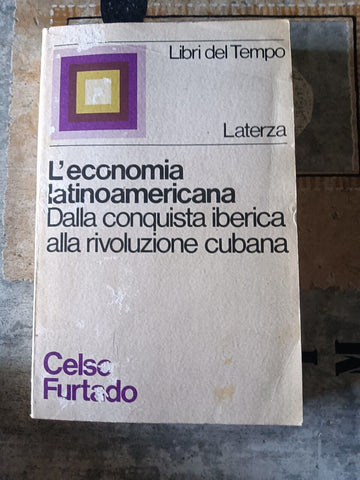 Libri del Tempo
Laterza
L'economia
latinoamericana
Dalla conquista iberica
alla rivoluzione cubana
Celso
Furtado